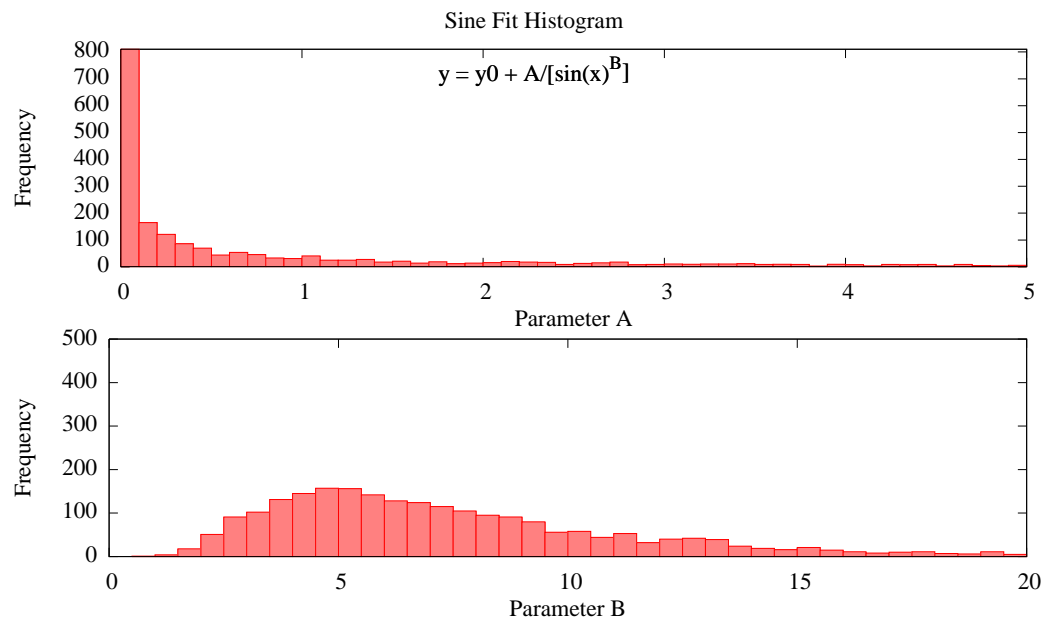 Sine Fit Histogram
y = y0 + A/[sin(x)^B]
Frequency
800
700
600
500
400
300
200
100
0
0 1 2 3 4 5
Parameter A
Frequency
500
400
300
200
100
0
0 5 10 15 20
Parameter B